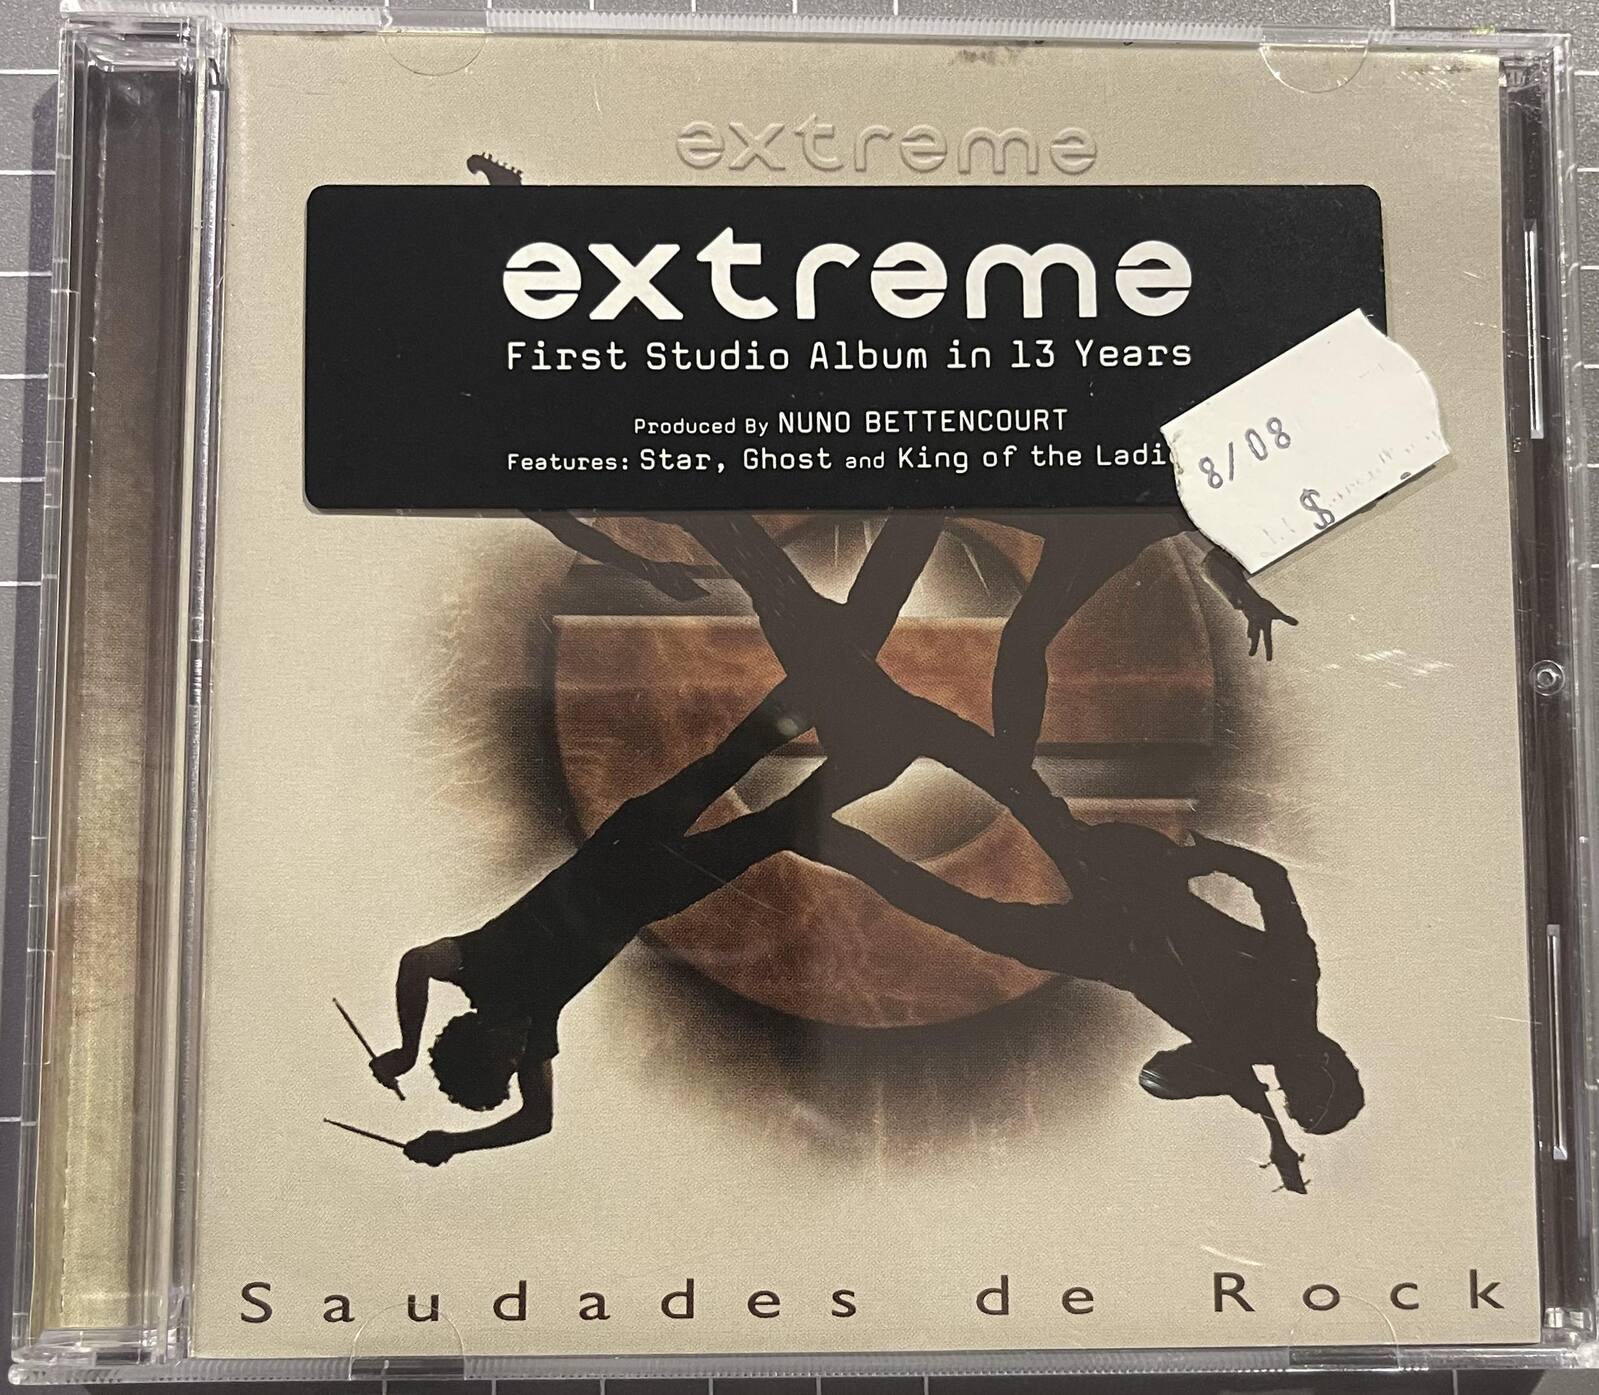 extreme
extreme
First Studio Album in 13 Years
Produced By NUNO BETTENCOURT
Features: Star, Ghost and King of the Ladi
8/08
$
Saudades de Rock